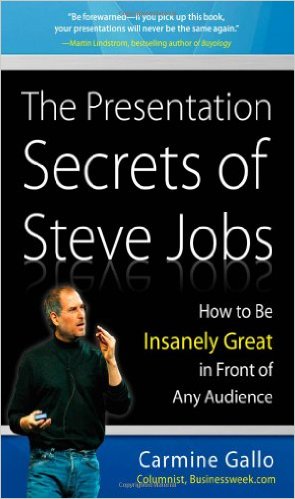 "Be forewarned—if you pick up this book,
your presentations will never be the same again."
—Martin Lindstrom, bestselling author of Buyology
The Presentation
Secrets of
Steve Jobs
How to Be
Insanely Great
in Front of
Any Audience
Carmine Gallo
Columnist, Businessweek.com
Copyrighted Material